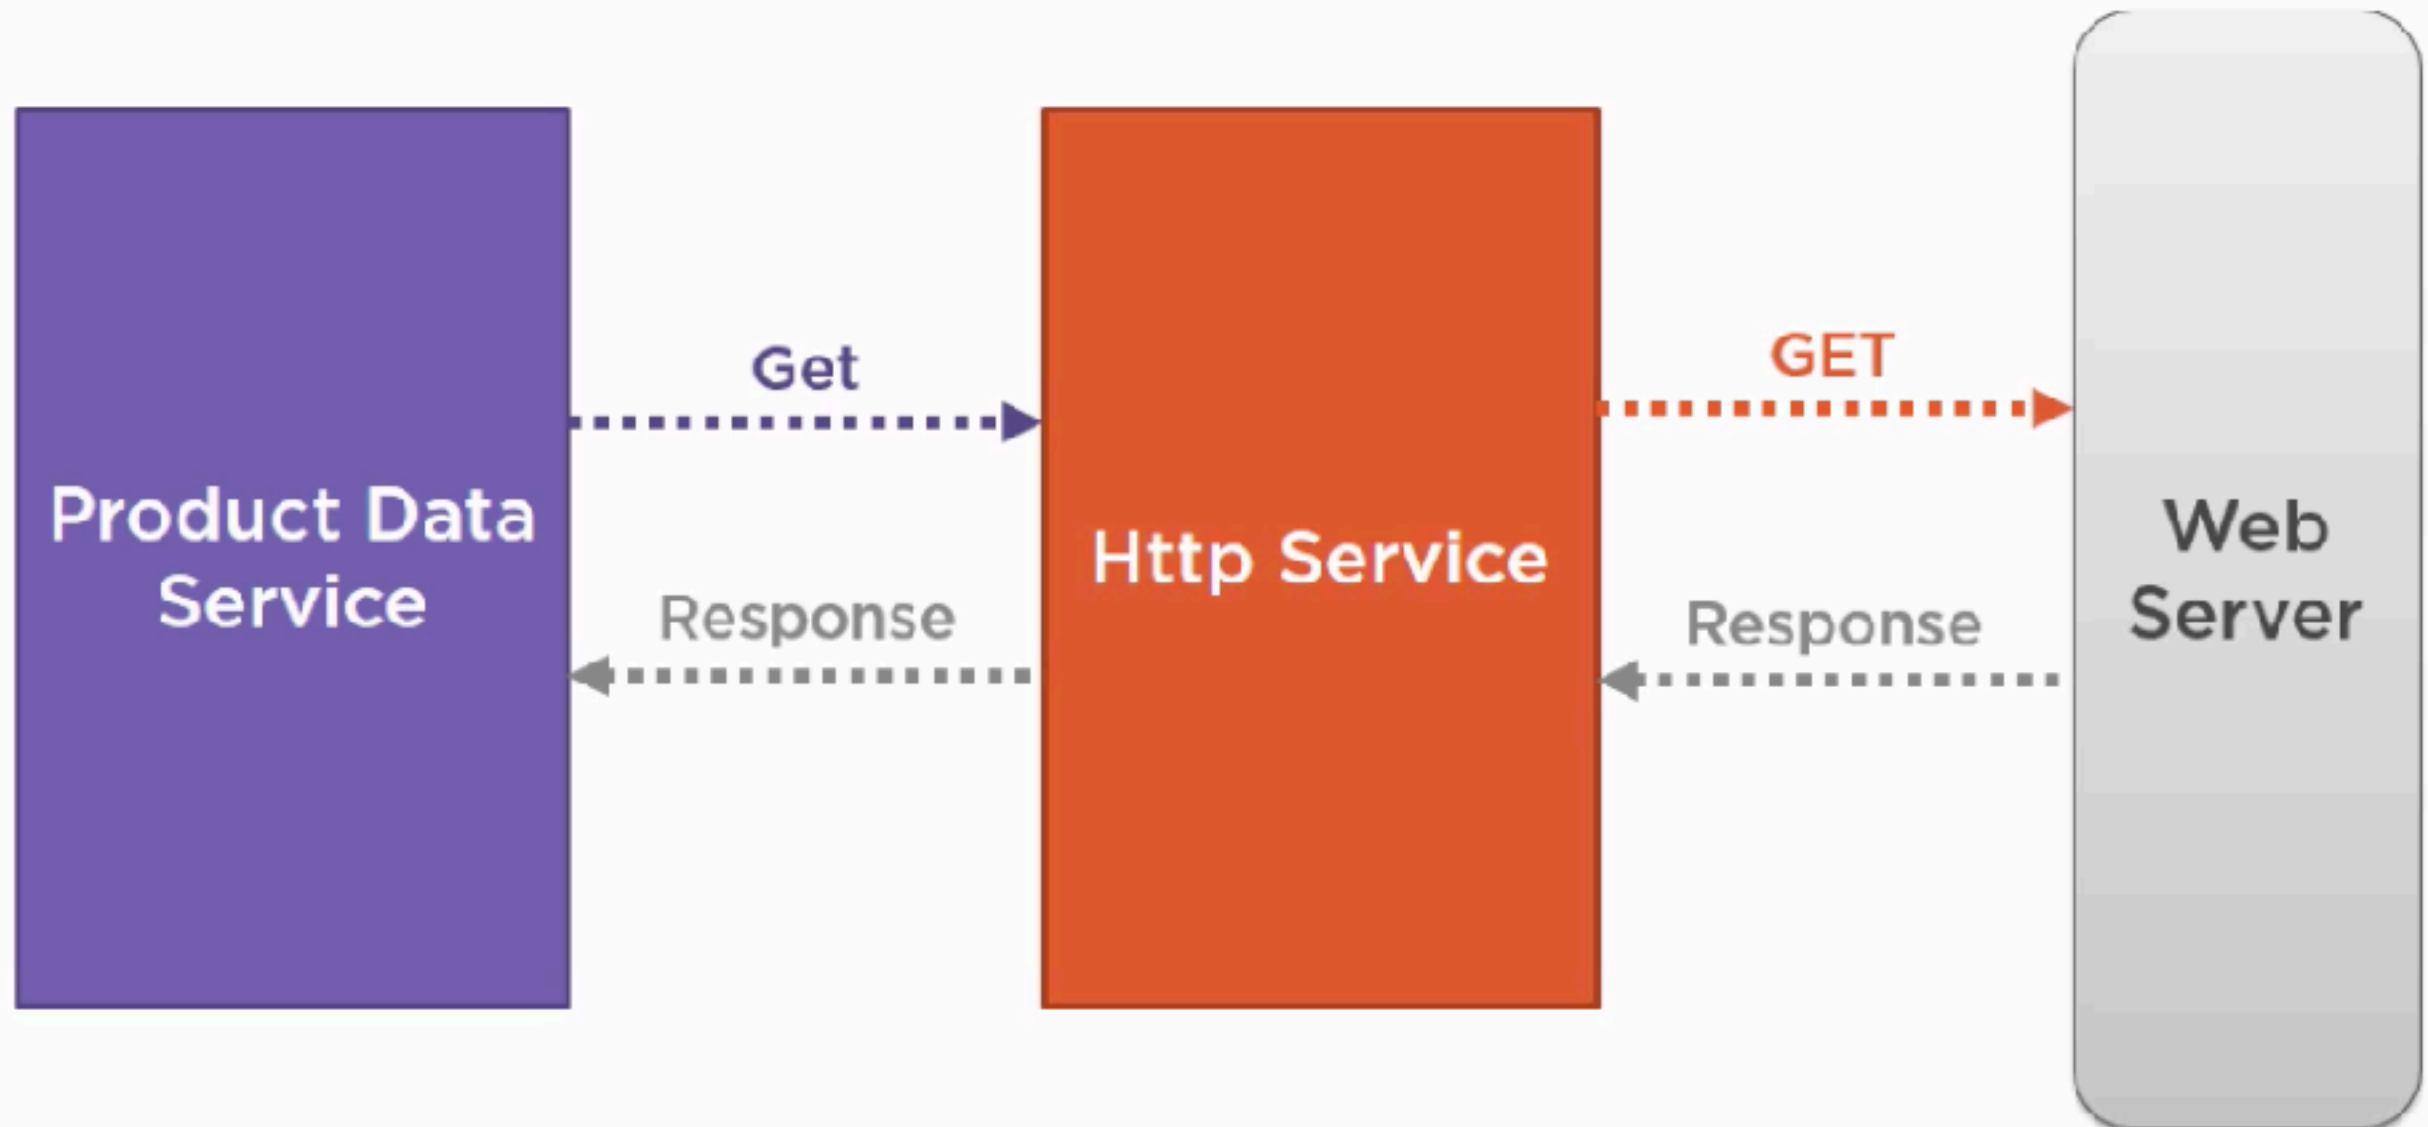 Product Data
Service
Get
Response
Http Service
GET
Response
Web
Server